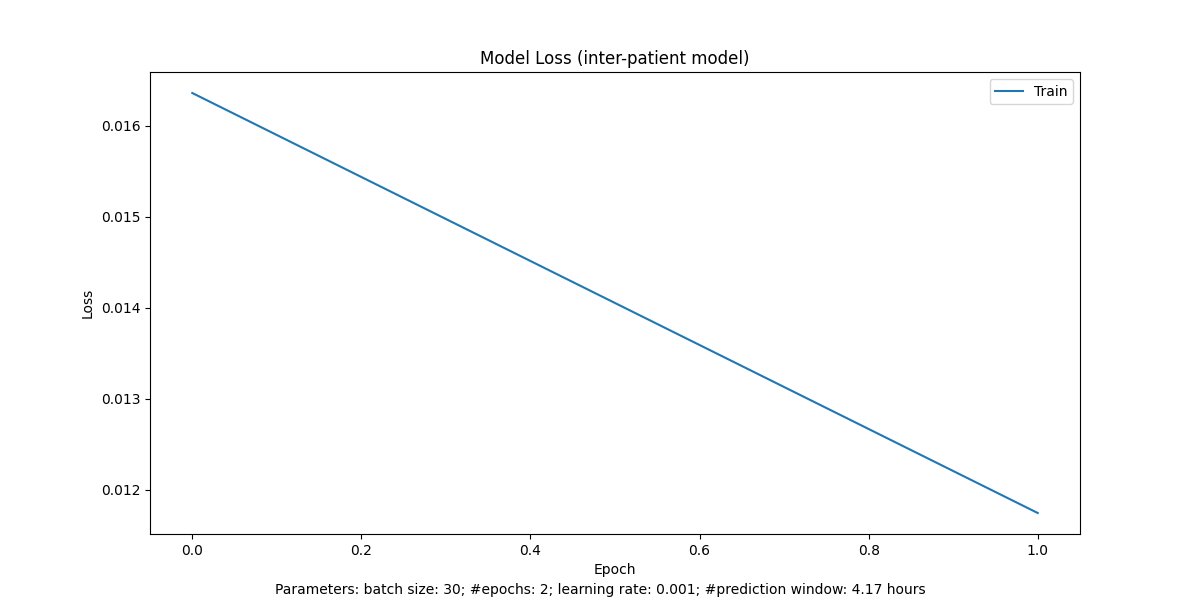 Model Loss (inter-patient model)
Train
0.016
0.015
0.014
0.013
0.012
Loss
0.0 0.2 0.4 0.6 0.8 1.0
Epoch
Parameters: batch size: 30; #epochs: 2; learning rate: 0.001; #prediction window: 4.17 hours